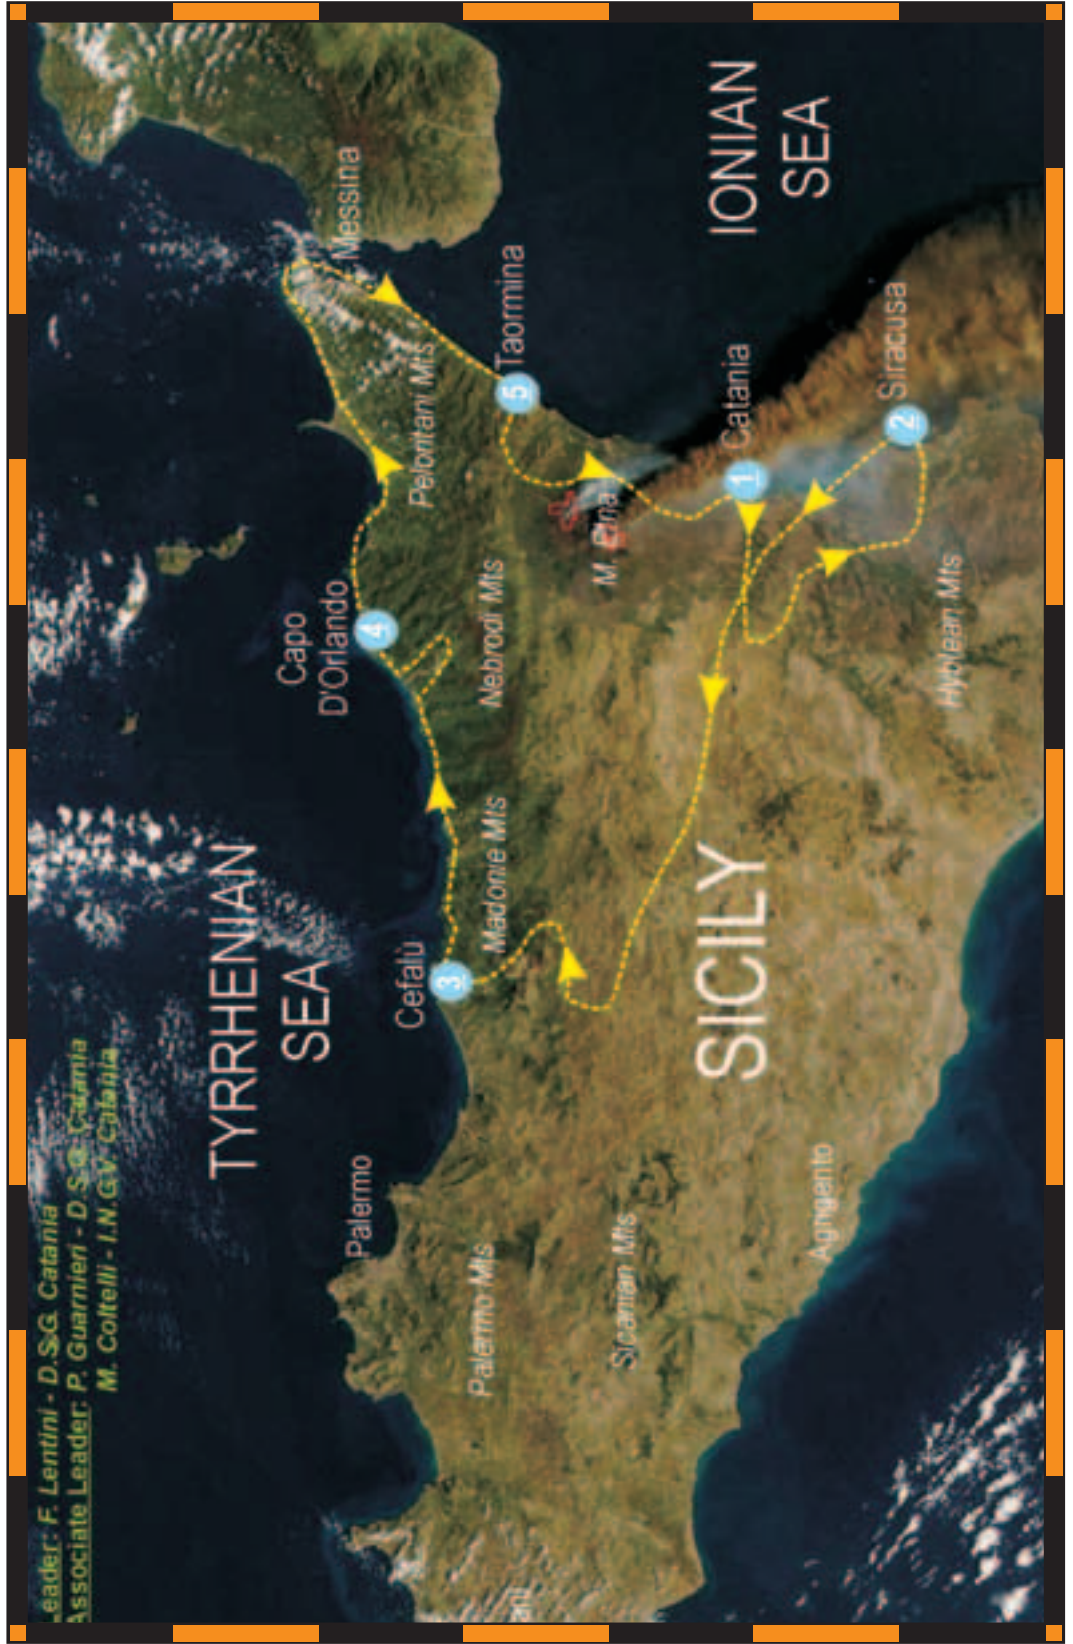 Leader: F. Lentini - D.S.G. Catania
Associate Leader: P. Guarnieri - D.S.G. Catania
M. Coltelli - I.N.G.V. Catania
TYRRHENIAN
SEA
Capo
D'Orlando
Messina
Palermo
Cefalù
3
4
Pelontani Mts
Palermo Mts
Madonie Mts
Nebrodi Mts
5
Taormina
Sicanian Mts
M. Etna
SICILY
1
Catania
IONIAN
SEA
Agrigento
2
Siracusa
Hyblean Mts